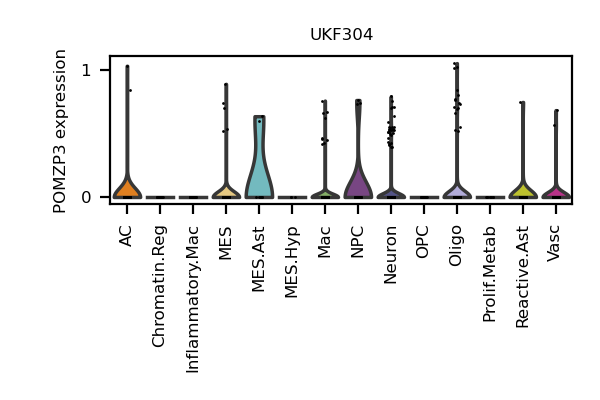 UKF304
POMZP3 expression
1
0
AC
Chromatin.Reg
Inflammatory.Mac
MES
MES.Ast
MES.Hyp
Mac
NPC
Neuron
OPC
Oligo
Prolif.Metab
Reactive.Ast
Vasc